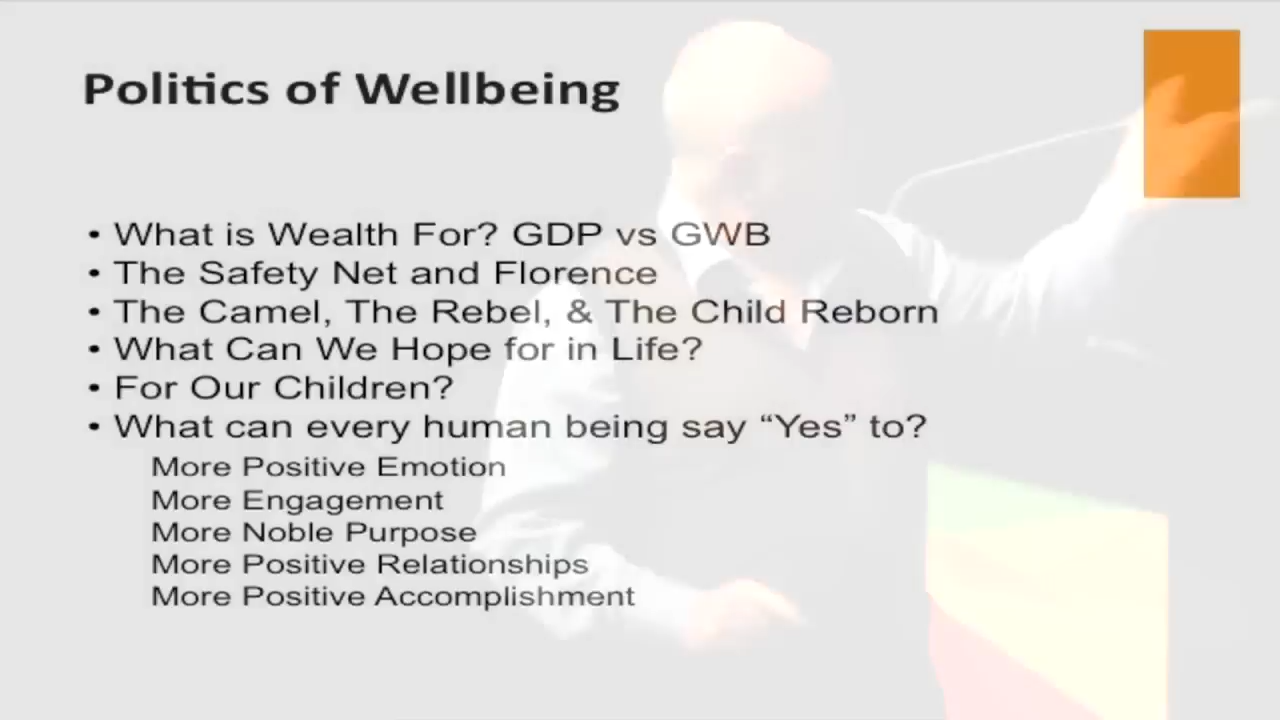 Politics of Wellbeing
• What is Wealth For? GDP vs GWB
• The Safety Net and Florence
• The Camel, The Rebel, & The Child Reborn
• What Can We Hope for in Life?
• For Our Children?
• What can every human being say “Yes” to?
More Positive Emotion
More Engagement
More Noble Purpose
More Positive Relationships
More Positive Accomplishment